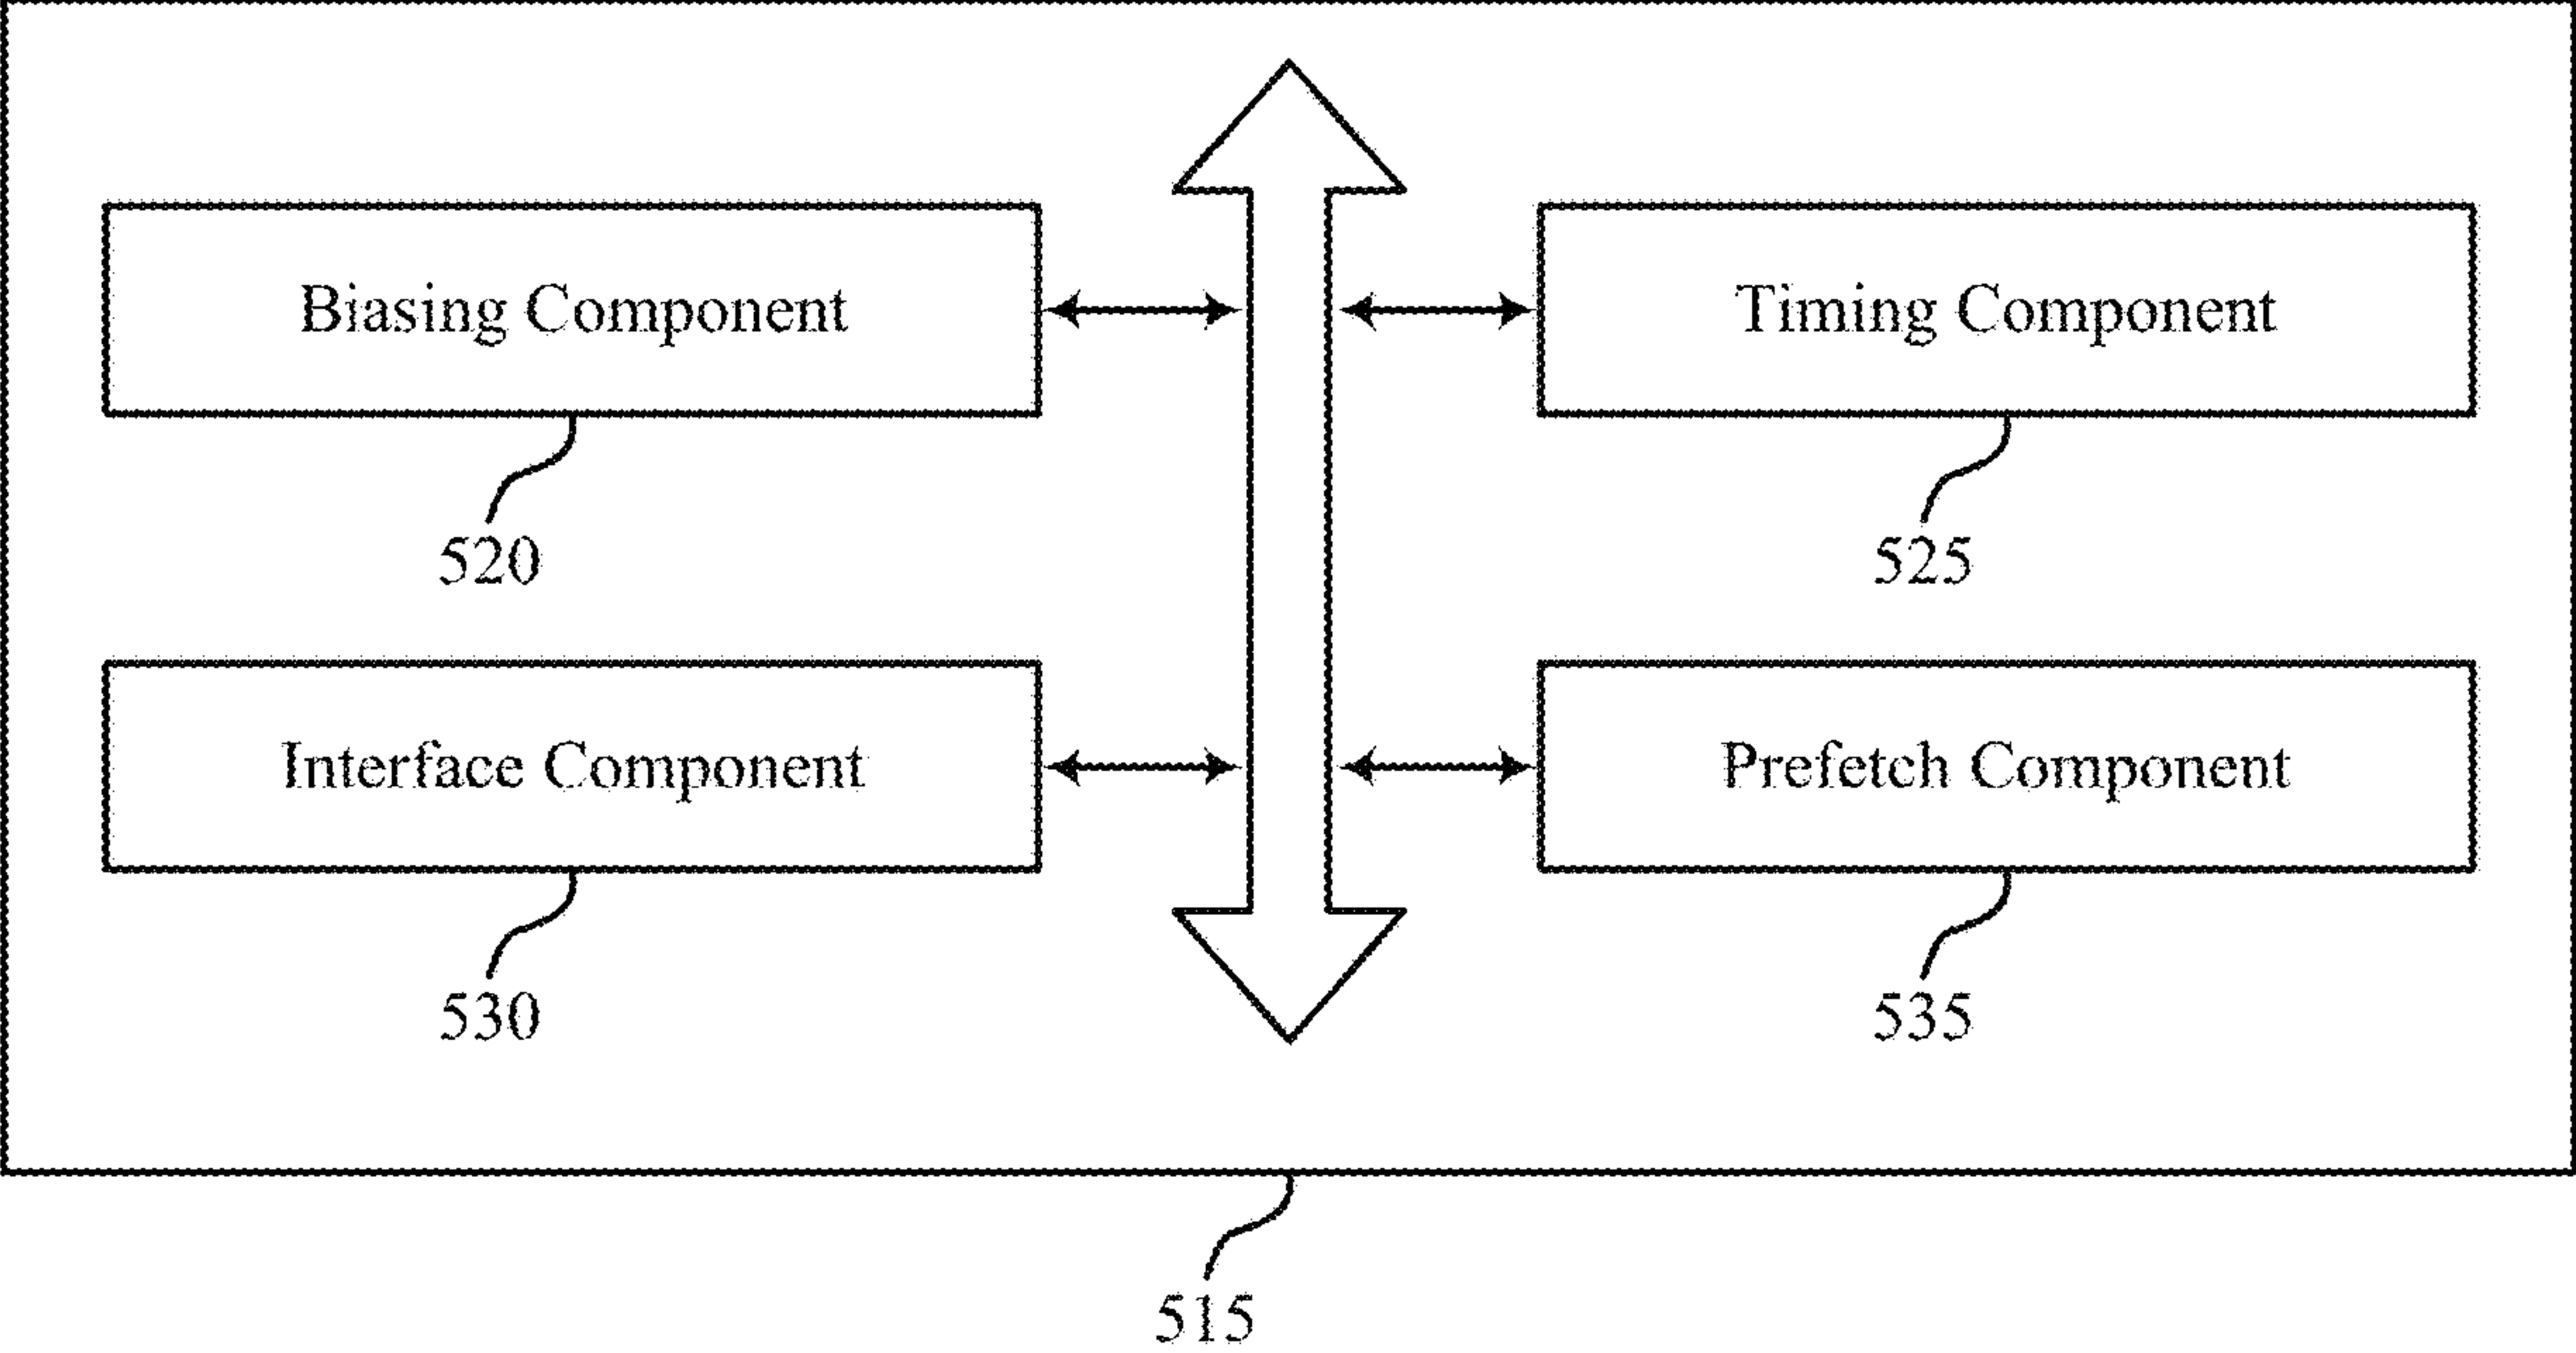 Biasing Component
Timing Component
520
525
Interface Component
Prefetch Component
530
535
515